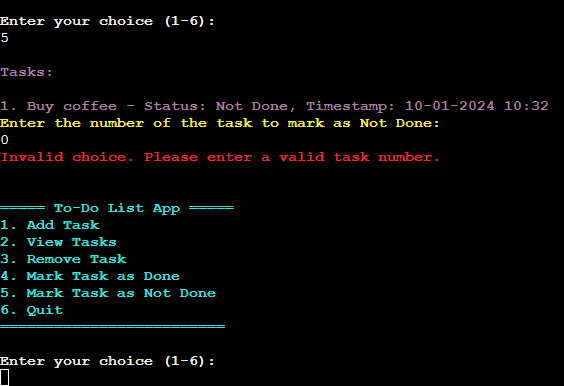 Enter your choice (1-6):
5
Tasks:
1. Buy coffee - Status: Not Done, Timestamp: 10-01-2024 10:32
Enter the number of the task to mark as Not Done:
0
Invalid choice. Please enter a valid task number.
===== To-Do List App =====
1. Add Task
2. View Tasks
3. Remove Task
4. Mark Task as Done
5. Mark Task as Not Done
6. Quit
=========================
Enter your choice (1-6):